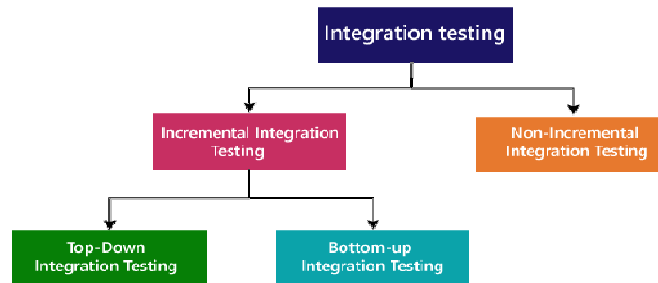 Integration testing
Incremental Integration
Testing
Non-Incremental
Integration Testing
Top-Down
Integration Testing
Bottom-up
Integration Testing